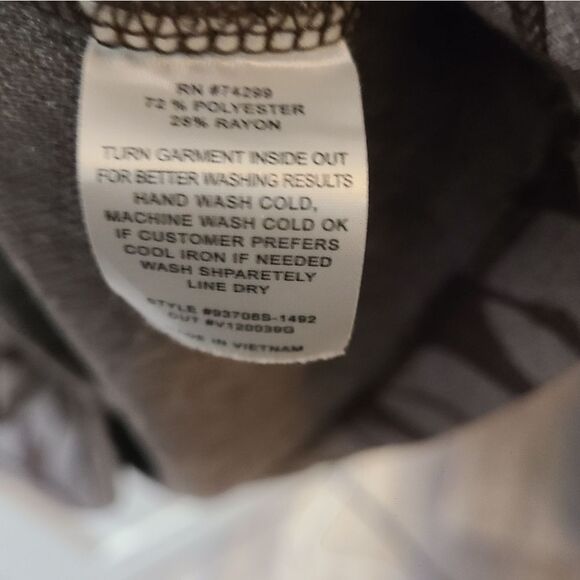 RN #74299
72 % POLYESTER
28% RAYON
TURN GARMENT INSIDE OUT
FOR BETTER WASHING RESULTS
HAND WASH COLD,
MACHINE WASH COLD OK
IF CUSTOMER PREFERS
COOL IRON IF NEEDED
WASH SHPARETELY
LINE DRY
STYLE #93708S-1492
CUT #V120039G
IN VIETNAM